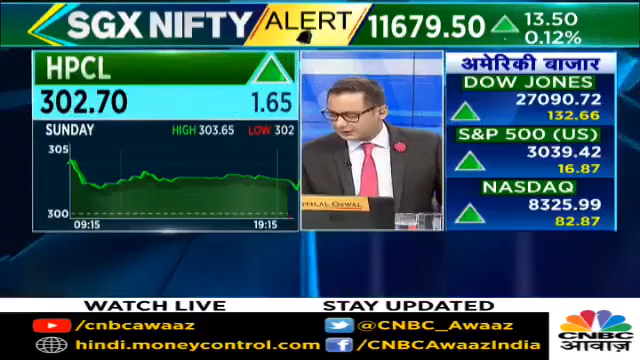 SGX NIFTY ALERT 11679.50 13.50
0.12%
HPCL
302.70 1.65
SUNDAY HIGH 303.65 LOW 302
305
300
09:15 19:15
OSWAL
अमेरिकी बाजार
DOW JONES
27090.72
132.66
S&P 500 (US)
3039.42
16.87
NASDAQ
8325.99
82.87
WATCH LIVE STAY UPDATED
/cnbcawaaz @CNBC_Awaaz
hindi.moneycontrol.com /CNBCAwaazIndia
CNBC
आवाज़